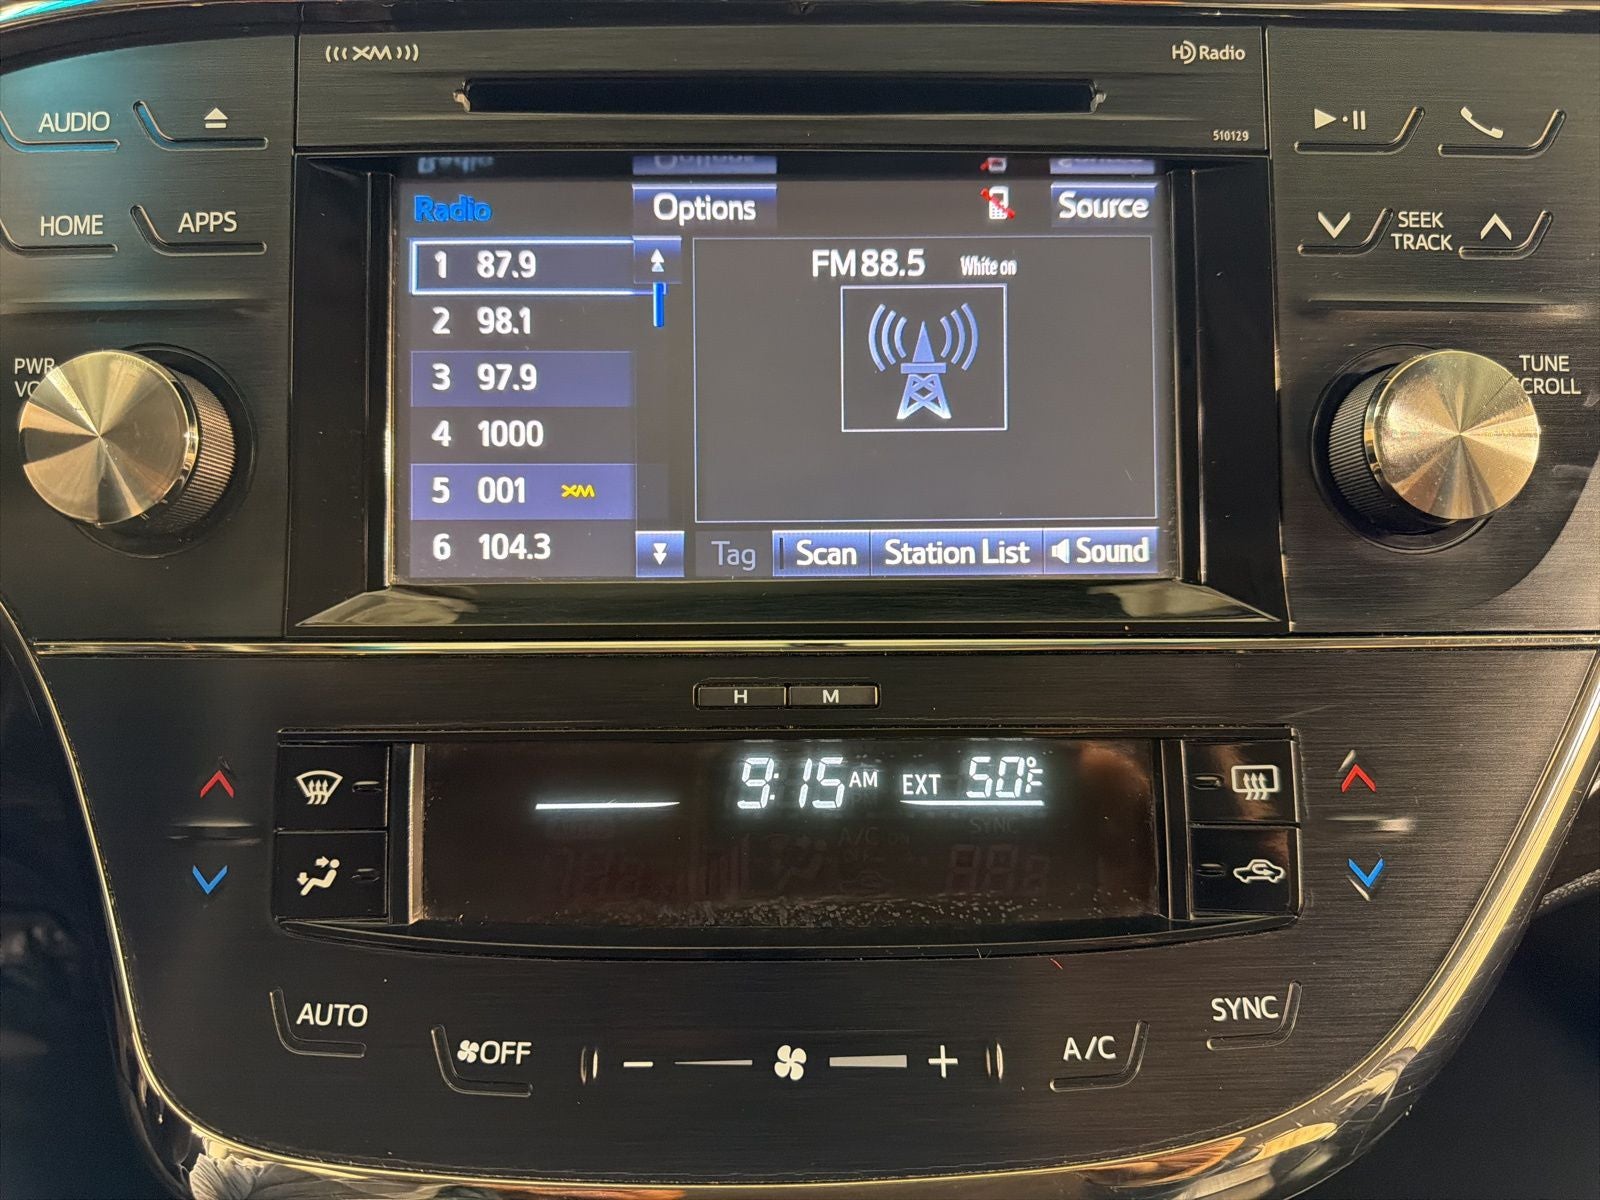 XM
HD Radio
510129
AUDIO
HOME
APPS
PWR
SEEK
TRACK
TUNE
SCROLL
Radio
Options
Source
1 87.9
2 98.1
3 97.9
4 1000
5 001 XM
6 104.3
FM 88.5 White on
Tag
Scan
Station List
Sound
H
M
9:15 AM
EXT 50°F
AUTO
OFF
- +
A/C
SYNC